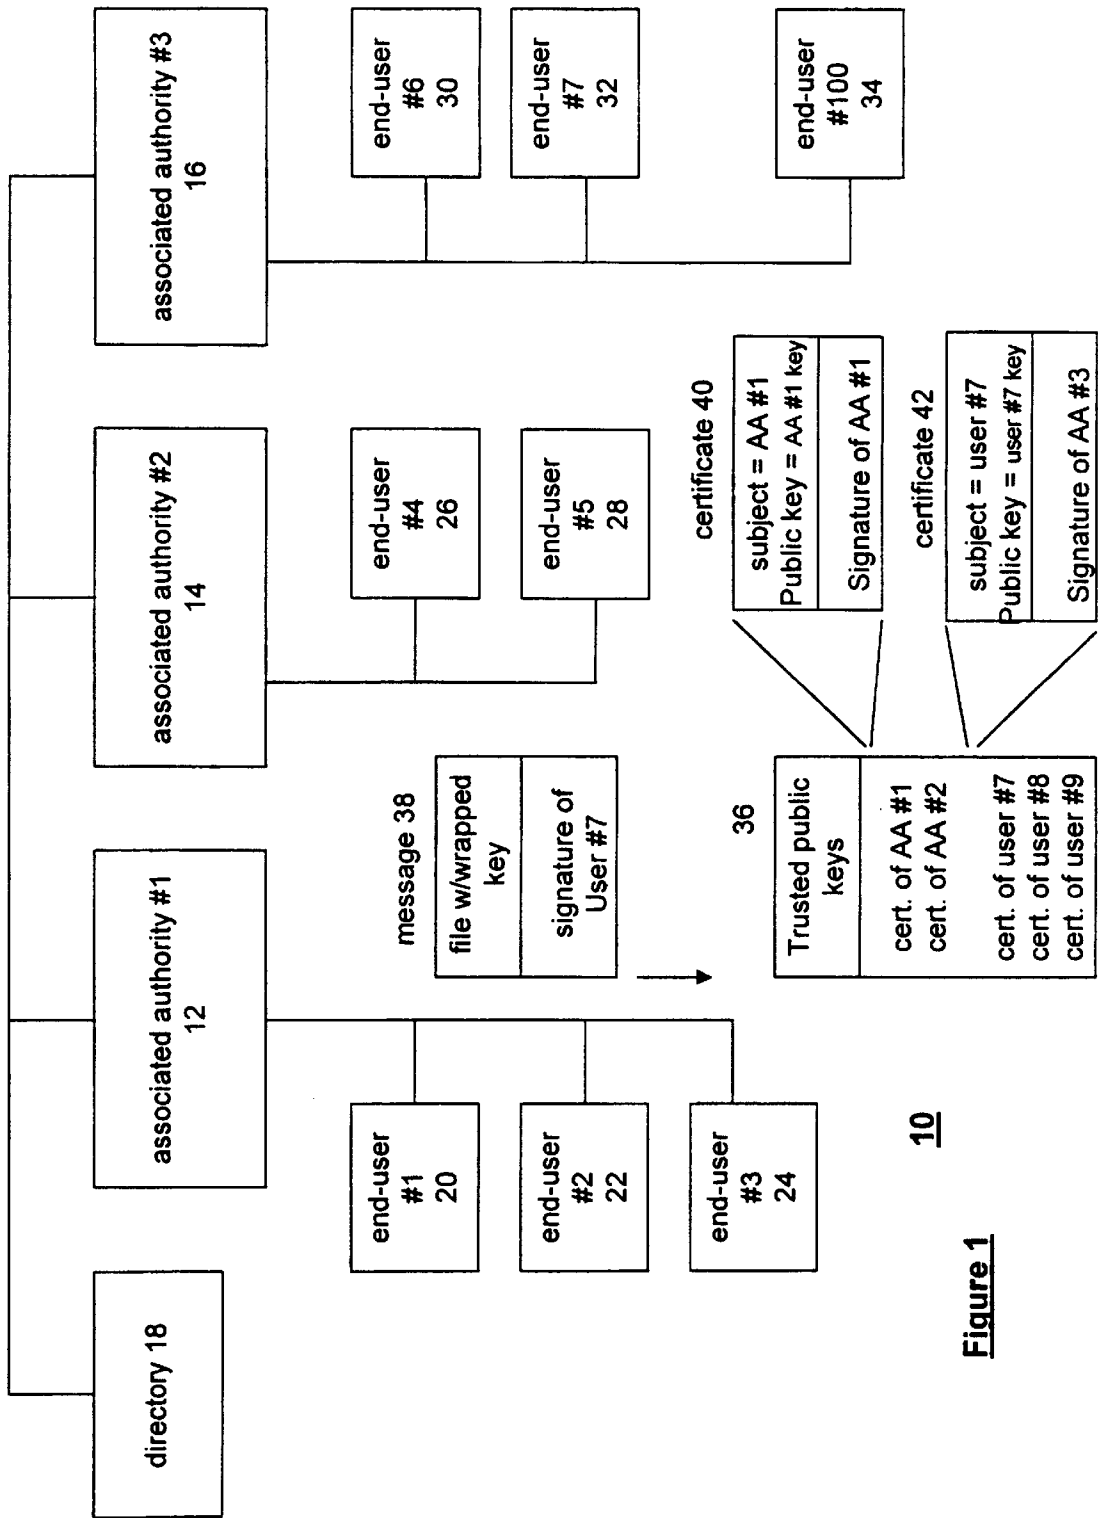 directory 18
associated authority #1
12
associated authority #2
14
associated authority #3
16
end-user
#1
20
end-user
#2
22
end-user
#3
24
message 38
file w/wrapped
key
signature of
User #7
end-user
#4
26
end-user
#5
28
end-user
#6
30
end-user
#7
32
end-user
#100
34
36
Trusted public
keys
cert. of AA #1
cert. of AA #2
cert. of user #7
cert. of user #8
cert. of user #9
certificate 40
subject = AA #1
Public key = AA #1 key
Signature of AA #1
certificate 42
subject = user #7
Public key = user #7 key
Signature of AA #3
10
Figure 1